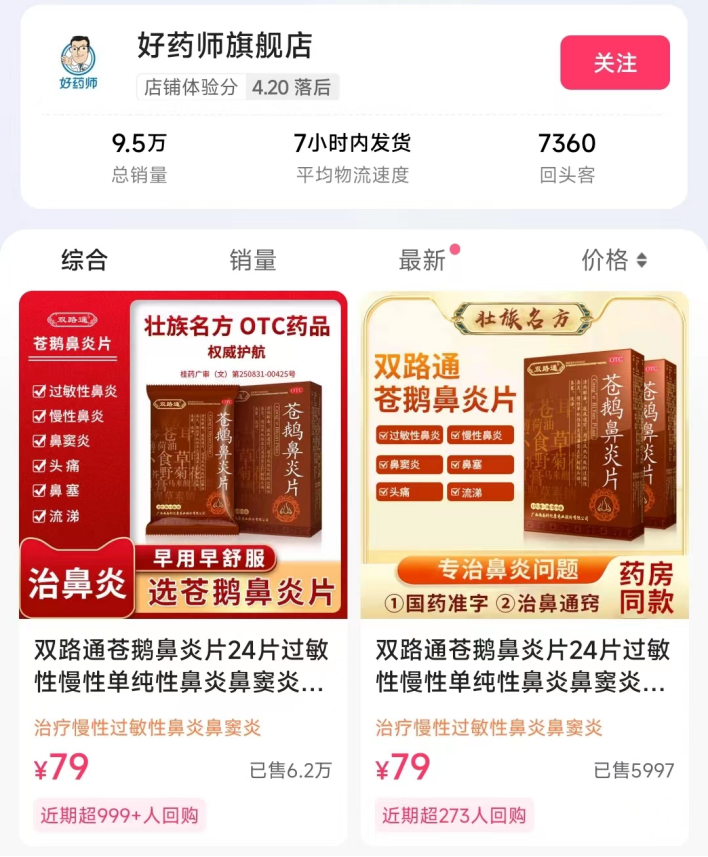 好药师旗舰店
好药师
店铺体验分 4.20 落后
关注
9.5万
7小时内发货
7360
总销量
平均物流速度
回头客
综合
销量
最新
价格
双路通
苍鹅鼻炎片
过敏性鼻炎
慢性鼻炎
鼻窦炎
头痛
鼻塞
流涕
壮族名方 OTC药品
权威护航
桂药广审（文）第250831-00425号
双路通
苍鹅鼻炎片
OTC
苍鹅鼻炎片
治鼻炎
早用早舒服
选苍鹅鼻炎片
壮族名方
双路通
苍鹅鼻炎片
过敏性鼻炎
慢性鼻炎
鼻窦炎
鼻塞
头痛
流涕
双路通
OTC
苍鹅鼻炎片
OTC
专治鼻炎问题
①国药准字 ②治鼻通窍
药房
同款
双路通苍鹅鼻炎片24片过敏
性慢性单纯性鼻炎鼻窦炎...
治疗慢性过敏性鼻炎鼻窦炎
¥79
已售6.2万
近期超999+人回购
双路通苍鹅鼻炎片24片过敏
性慢性单纯性鼻炎鼻窦炎...
治疗慢性过敏性鼻炎鼻窦炎
¥79
已售5997
近期超273人回购